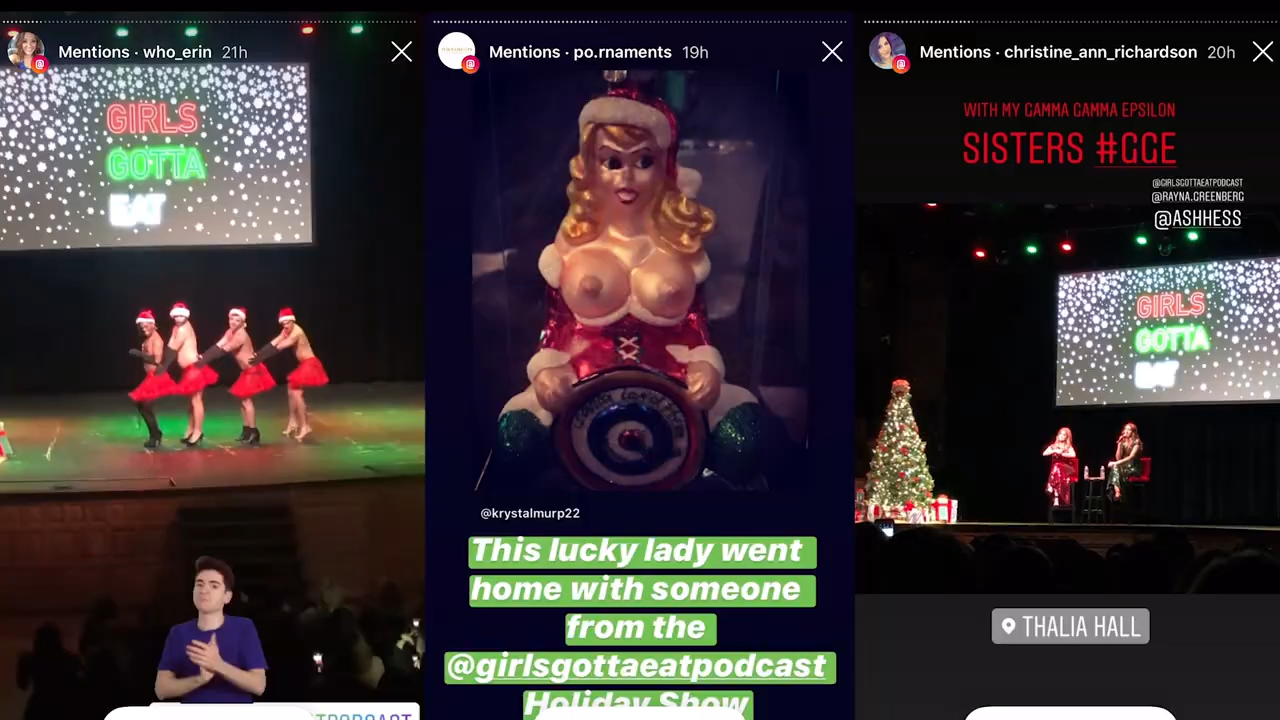 Mentions · who_erin 21h
GIRLS
GOTTA
EAT
Mentions · po.rnaments 19h
@krystalmurp22
This lucky lady went
home with someone
from the
@girlsgottaeatpodcast
Holiday Show
Mentions · christine_ann_richardson 20h
WITH MY GAMMA GAMMA EPSILON
SISTERS #GGE
@GIRLSGOTTAEATPODCAST
@RAYNA.GREENBERG
@ASHHESS
GIRLS
GOTTA
EAT
THALIA HALL